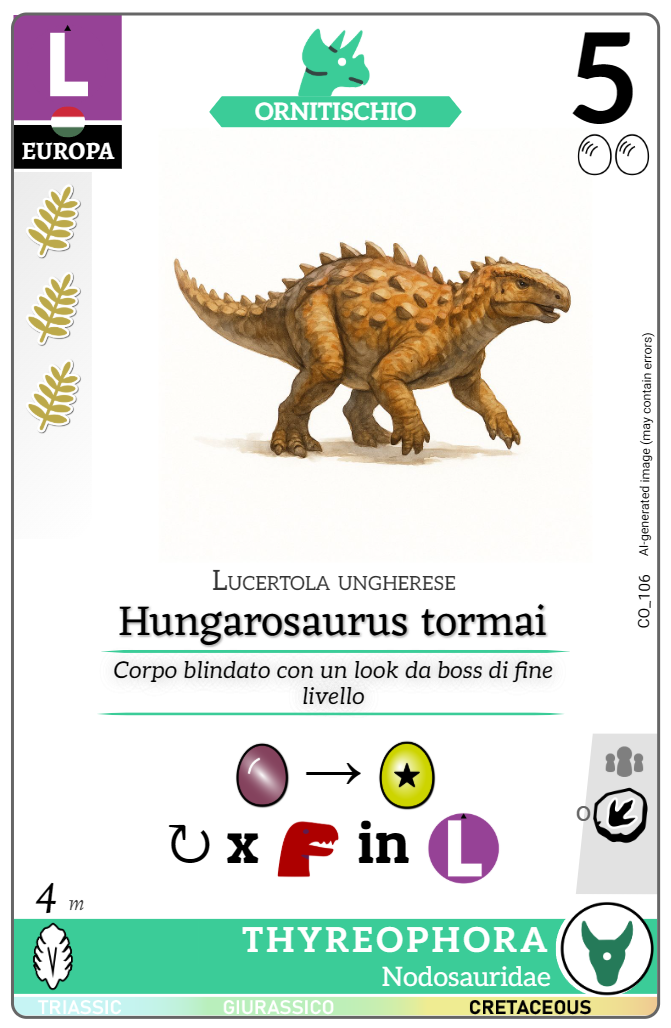 L
EUROPA
ORNITISCHIO
5
AI-generated image (may contain errors)
CO_106
Lucertola ungherese
Hungarosaurus tormai
Corpo blindato con un look da boss di fine
livello
↻ x in L
O
4 m
THYREOPHORA
Nodosauridae
TRIASSIC GIURASSICO CRETACEOUS